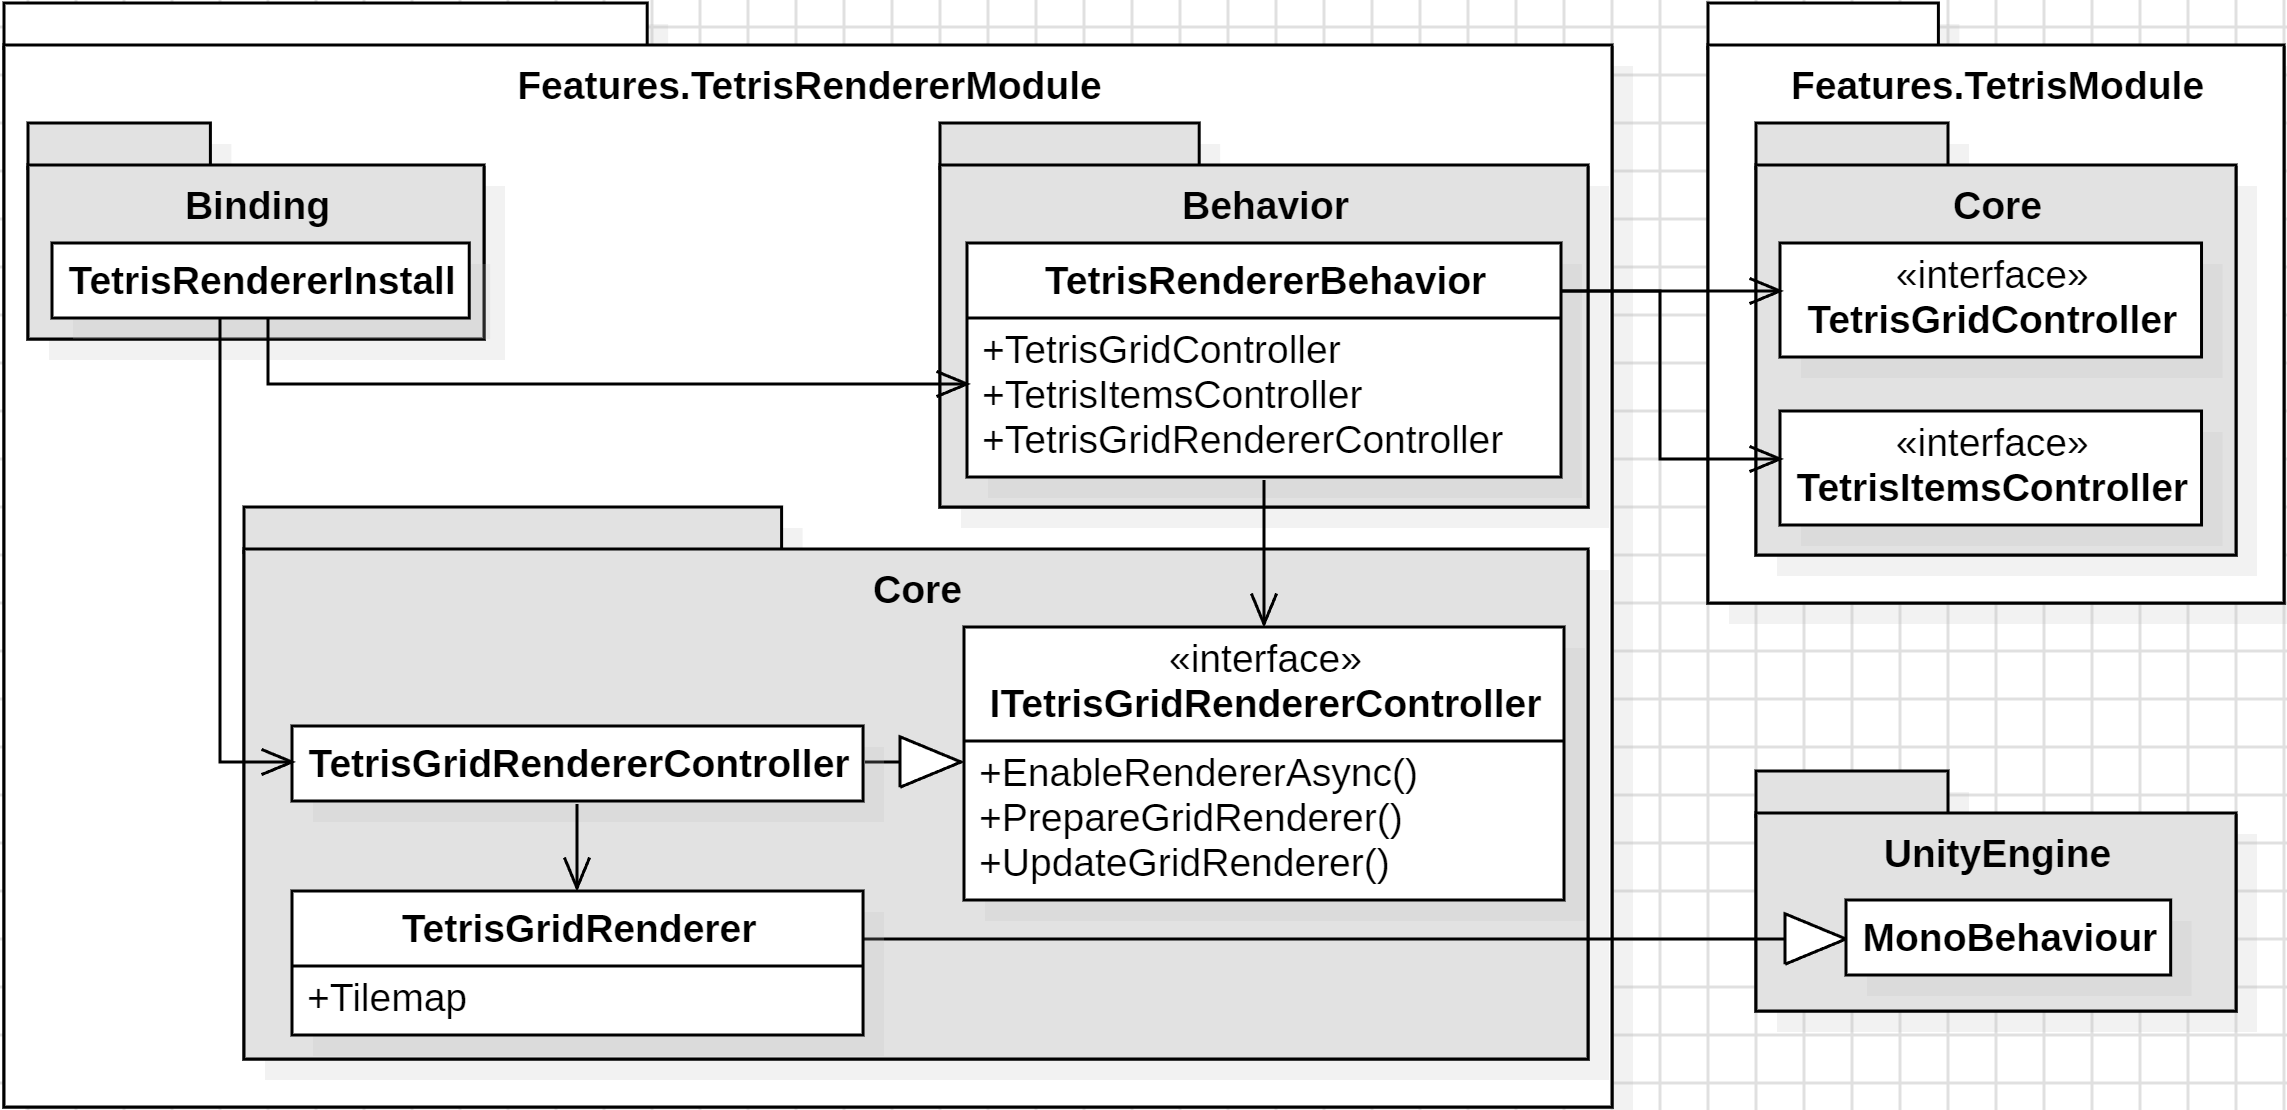 Features.TetrisRendererModule
Binding
TetrisRendererInstall
Behavior
TetrisRendererBehavior
+TetrisGridController
+TetrisItemsController
+TetrisGridRendererController
Core
«interface»
ITetrisGridRendererController
+EnableRendererAsync()
+PrepareGridRenderer()
+UpdateGridRenderer()
TetrisGridRendererController
TetrisGridRenderer
+Tilemap
Features.TetrisModule
Core
«interface»
TetrisGridController
«interface»
TetrisItemsController
UnityEngine
MonoBehaviour